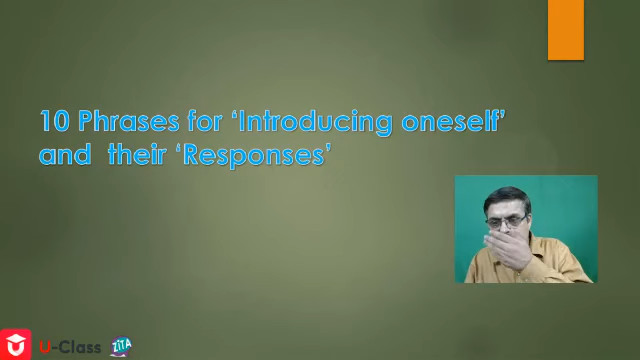 10 Phrases for ‘Introducing oneself’
and their ‘Responses’
U-Class ZiTA